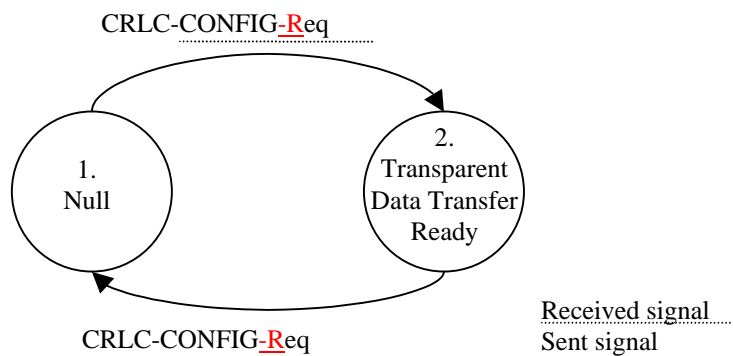 CRLC-CONFIG-Req
1.
Null
2.
Transparent
Data Transfer
Ready
CRLC-CONFIG-Req
Received signal
Sent signal